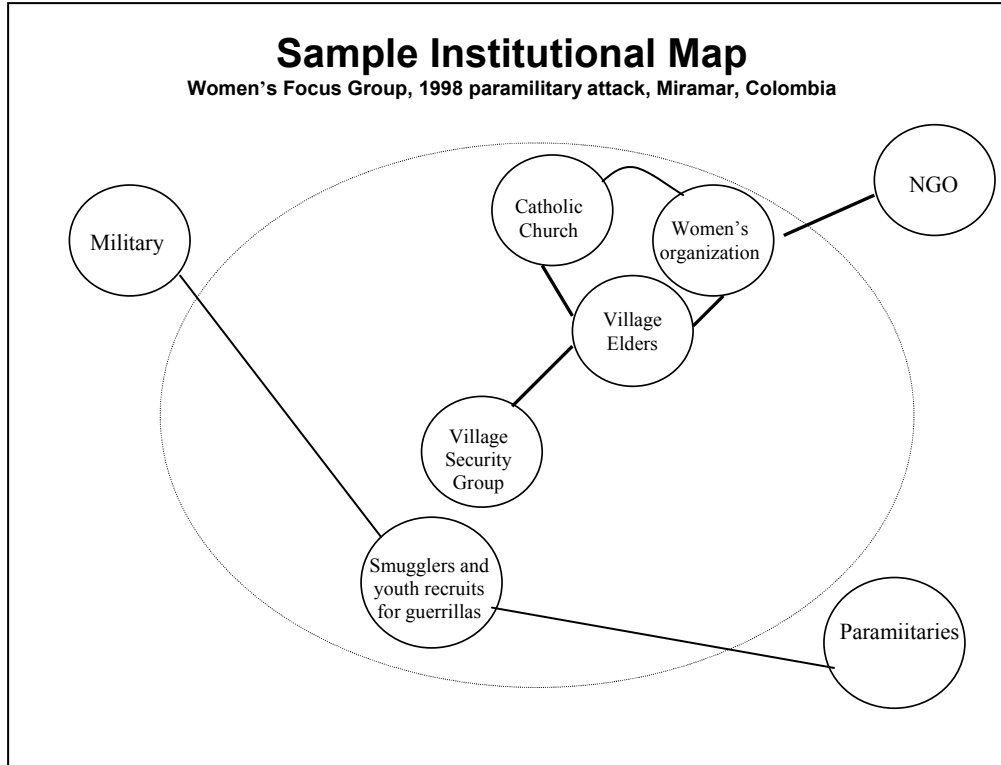 Sample Institutional Map
Women's Focus Group, 1998 paramilitary attack, Miramar, Colombia
NGO
Catholic
Church
Women's
organization
Military
Village
Elders
Village
Security
Group
Smugglers and
youth recruits
for guerrillas
Paramiitaries